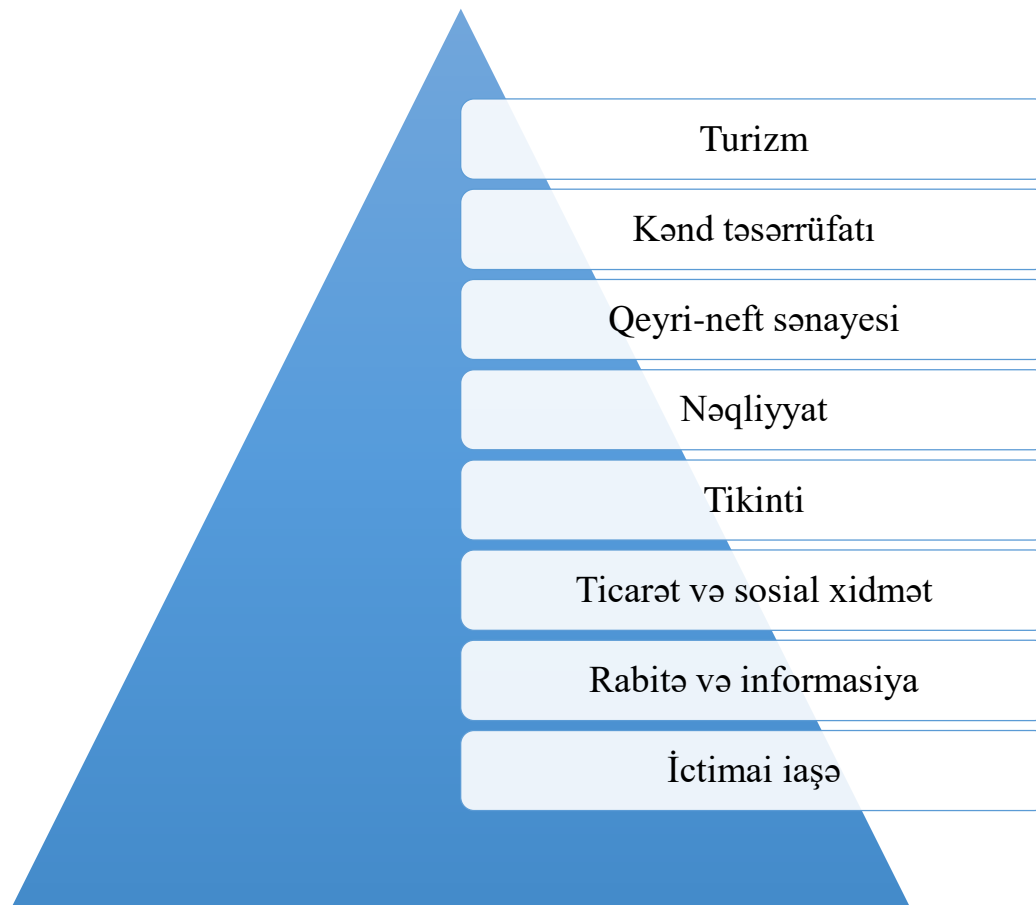 Turizm
Kənd təsərrüfatı
Qeyri-neft sənayesi
Nəqliyyat
Tikinti
Ticarət və sosial xidmət
Rabitə və informasiya
İctimai iaşə